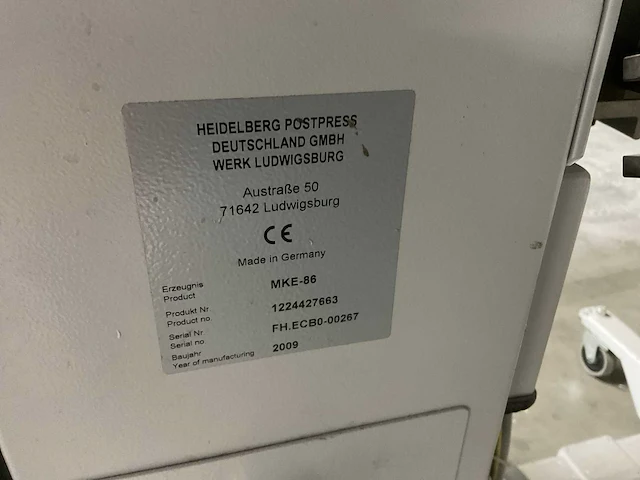 HEIDELBERG POSTPRESS
DEUTSCHLAND GMBH
WERK LUDWIGSBURG
Austraße 50
71642 Ludwigsburg
CE
Made in Germany
Erzeugnis
Product MKE-86
Produkt Nr
Product no. 1224427663
Serial Nr.
Serial no. FH.ECB0-00267
Baujahr
Year of manufacturing 2009